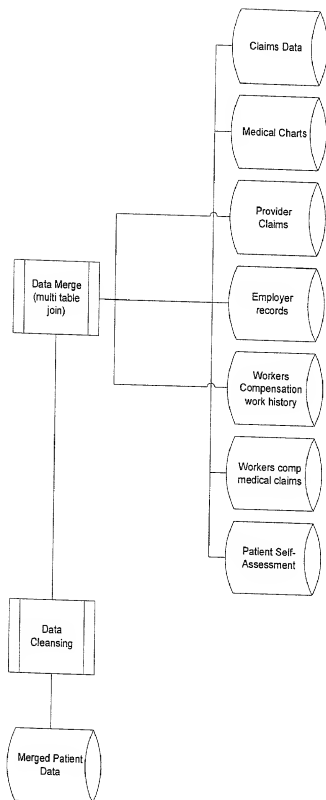 Claims Data
Medical Charts
Provider
Claims
Data Merge
(multi table
join)
Employer
records
Workers
Compensation
work history
Workers comp
medical claims
Patient Self-
Assessment
Data
Cleansing
Merged Patient
Data